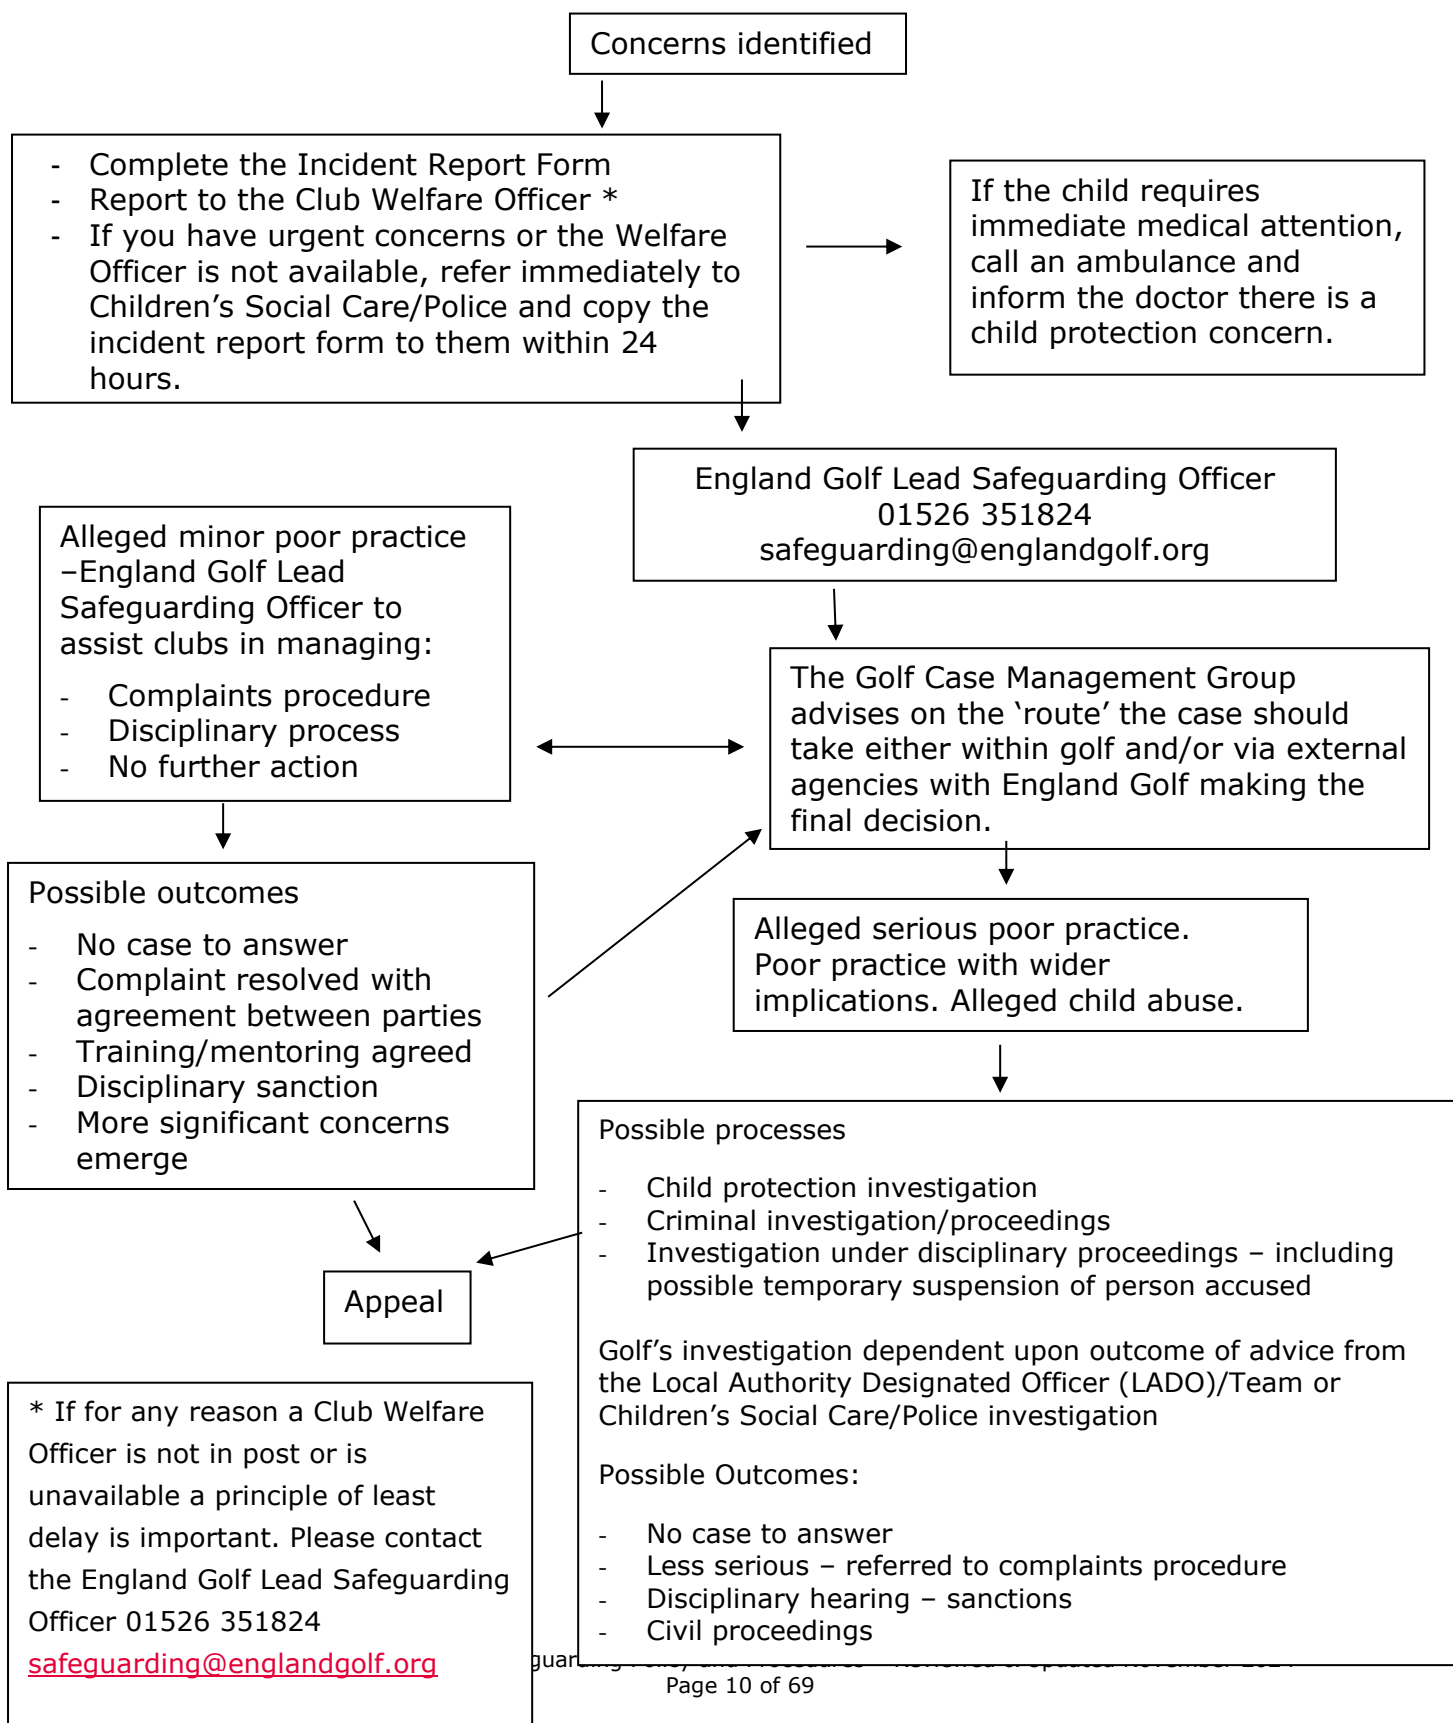 Concerns identified
- Complete the Incident Report Form
- Report to the Club Welfare Officer *
- If you have urgent concerns or the Welfare
Officer is not available, refer immediately to
Children’s Social Care/Police and copy the
incident report form to them within 24
hours.
If the child requires
immediate medical attention,
call an ambulance and
inform the doctor there is a
child protection concern.
England Golf Lead Safeguarding Officer
01526 351824
safeguarding@englandgolf.org
Alleged minor poor practice
–England Golf Lead
Safeguarding Officer to
assist clubs in managing:
- Complaints procedure
- Disciplinary process
- No further action
The Golf Case Management Group
advises on the ‘route’ the case should
take either within golf and/or via external
agencies with England Golf making the
final decision.
Possible outcomes
- No case to answer
- Complaint resolved with
agreement between parties
- Training/mentoring agreed
- Disciplinary sanction
- More significant concerns
emerge
Alleged serious poor practice.
Poor practice with wider
implications. Alleged child abuse.
Possible processes
- Child protection investigation
- Criminal investigation/proceedings
- Investigation under disciplinary proceedings – including
possible temporary suspension of person accused
Golf’s investigation dependent upon outcome of advice from
the Local Authority Designated Officer (LADO)/Team or
Children’s Social Care/Police investigation
Possible Outcomes:
- No case to answer
- Less serious – referred to complaints procedure
- Disciplinary hearing – sanctions
- Civil proceedings
Appeal
* If for any reason a Club Welfare
Officer is not in post or is
unavailable a principle of least
delay is important. Please contact
the England Golf Lead Safeguarding
Officer 01526 351824
safeguarding@englandgolf.org
Page 10 of 69